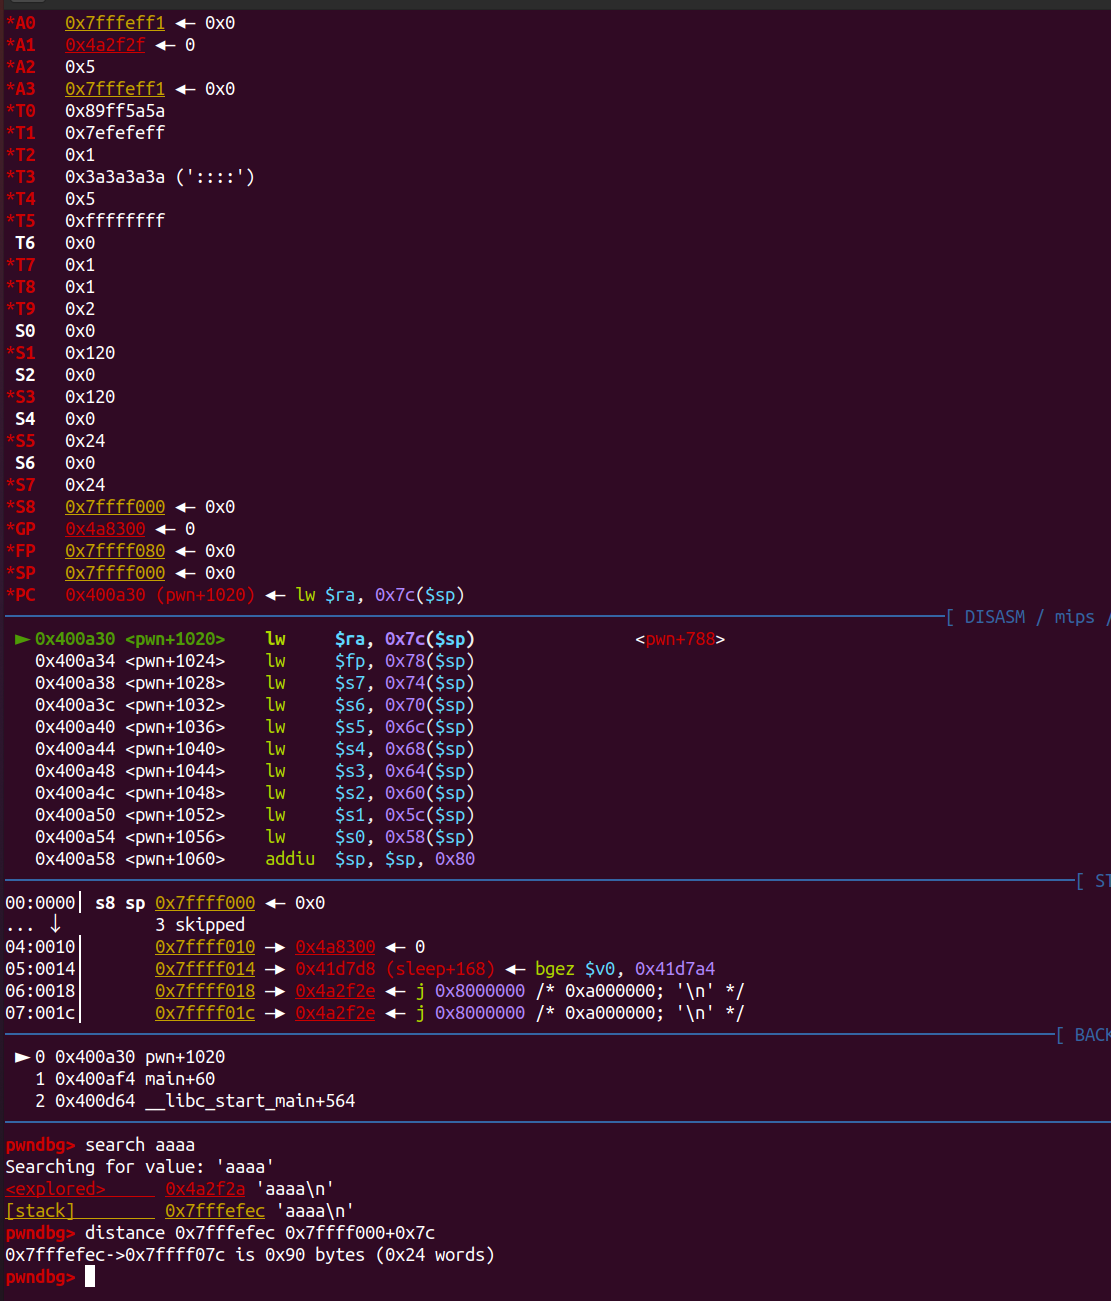 *A0 0x7fffeff1 ◂— 0x0
*A1 0x4a2f2f ◂— 0
*A2 0x5
*A3 0x7fffeff1 ◂— 0x0
*T0 0x89ff5a5a
*T1 0x7efefeff
*T2 0x1
*T3 0x3a3a3a3a ('::::')
*T4 0x5
*T5 0xffffffff
T6 0x0
*T7 0x1
*T8 0x1
*T9 0x2
S0 0x0
*S1 0x120
S2 0x0
*S3 0x120
S4 0x0
*S5 0x24
S6 0x0
*S7 0x24
*S8 0x7ffff000 ◂— 0x0
*GP 0x4a8300 ◂— 0
*FP 0x7ffff080 ◂— 0x0
*SP 0x7ffff000 ◂— 0x0
*PC 0x400a30 (pwn+1020) ◂— lw $ra, 0x7c($sp)
[ DISASM / mips /
► 0x400a30 <pwn+1020> lw $ra, 0x7c($sp) <pwn+788>
0x400a34 <pwn+1024> lw $fp, 0x78($sp)
0x400a38 <pwn+1028> lw $s7, 0x74($sp)
0x400a3c <pwn+1032> lw $s6, 0x70($sp)
0x400a40 <pwn+1036> lw $s5, 0x6c($sp)
0x400a44 <pwn+1040> lw $s4, 0x68($sp)
0x400a48 <pwn+1044> lw $s3, 0x64($sp)
0x400a4c <pwn+1048> lw $s2, 0x60($sp)
0x400a50 <pwn+1052> lw $s1, 0x5c($sp)
0x400a54 <pwn+1056> lw $s0, 0x58($sp)
0x400a58 <pwn+1060> addiu $sp, $sp, 0x80
[ ST
00:0000│ s8 sp 0x7ffff000 ◂— 0x0
... ↓ 3 skipped
04:0010│ 0x7ffff010 —▸ 0x4a8300 ◂— 0
05:0014│ 0x7ffff014 —▸ 0x41d7d8 (sleep+168) ◂— bgez $v0, 0x41d7a4
06:0018│ 0x7ffff018 —▸ 0x4a2f2e ◂— j 0x8000000 /* 0xa000000; '\n' */
07:001c│ 0x7ffff01c —▸ 0x4a2f2e ◂— j 0x8000000 /* 0xa000000; '\n' */
[ BACK
► 0 0x400a30 pwn+1020
1 0x400af4 main+60
2 0x400d64 __libc_start_main+564
pwndbg> search aaaa
Searching for value: 'aaaa'
<explored> 0x4a2f2a 'aaaa\n'
[stack] 0x7fffefec 'aaaa\n'
pwndbg> distance 0x7fffefec 0x7ffff000+0x7c
0x7fffefec->0x7ffff07c is 0x90 bytes (0x24 words)
pwndbg>